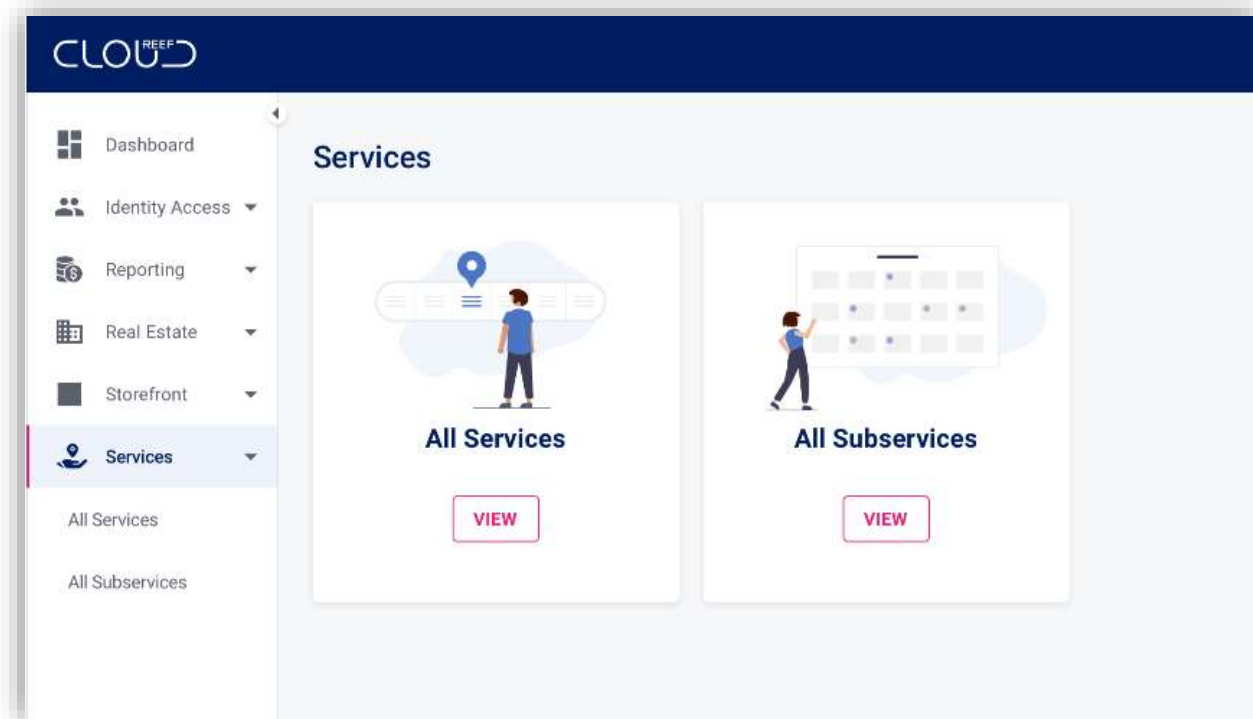 CLOUD REEF
Dashboard
Identity Access
Reporting
Real Estate
Storefront
Services
All Services
All Subservices
Services
All Services
VIEW
All Subservices
VIEW